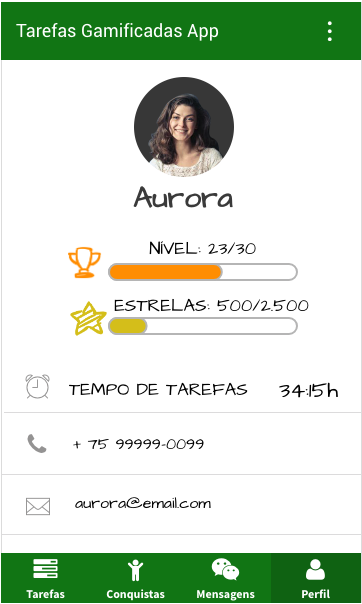 Tarefas Gamificadas App
Aurora
NÍVEL: 23/30
ESTRELAS: 500/2.500
TEMPO DE TAREFAS 34:15h
+ 75 99999-0099
aurora@email.com
Tarefas Conquistas Mensagens Perfil